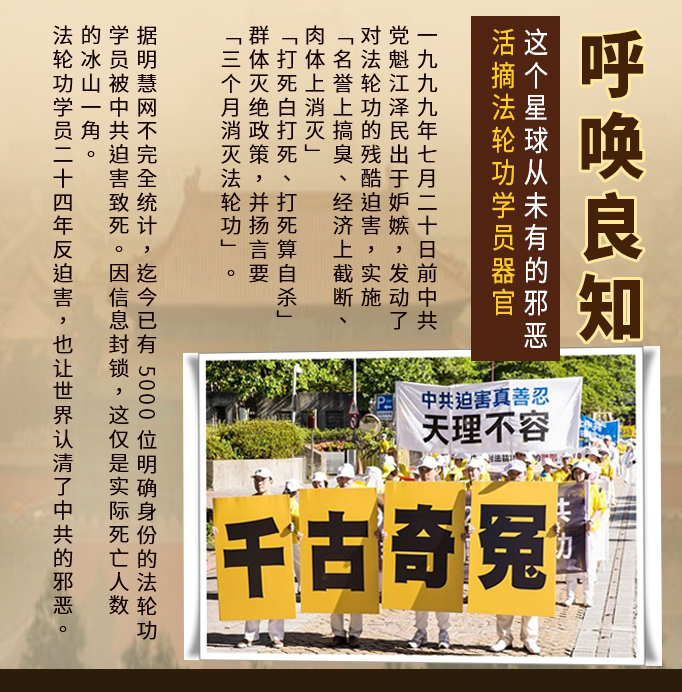 呼唤良知
这个星球从未有的邪恶
活摘法轮功学员器官
一九九九年七月二十日前中共
党魁江泽民出于妒嫉，发动了
对法轮功的残酷迫害，实施
「名誉上搞臭、经济上截断、
肉体上消灭」
「打死白打死、打死算自杀」
群体灭绝政策，并扬言要
「三个月消灭法轮功」。
据明慧网不完全统计，迄今已有 5000 位明确身份的法轮功
学员被中共迫害致死。因信息封锁，这仅是实际死亡人数
的冰山一角。
法轮功学员二十四年反迫害，也让世界认清了中共的邪恶。
中共迫害真善忍
天理不容
千古奇冤